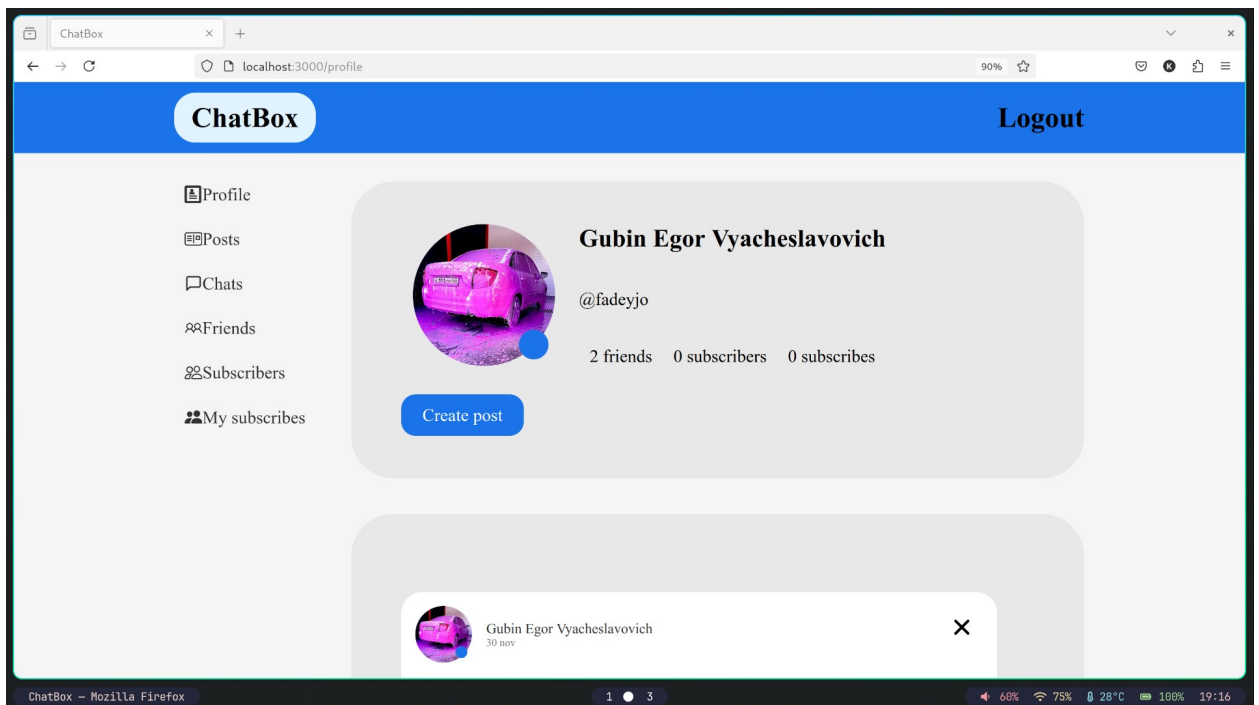 ChatBox
localhost:3000/profile
90%
K
ChatBox
Logout
Profile
Posts
Chats
Friends
Subscribers
My subscribes
Gubin Egor Vyacheslavovich
@fadeyjo
2 friends 0 subscribers 0 subscribes
Create post
Gubin Egor Vyacheslavovich
30 nov
ChatBox — Mozilla Firefox
1 3
60% 75% 28°C 100% 19:16